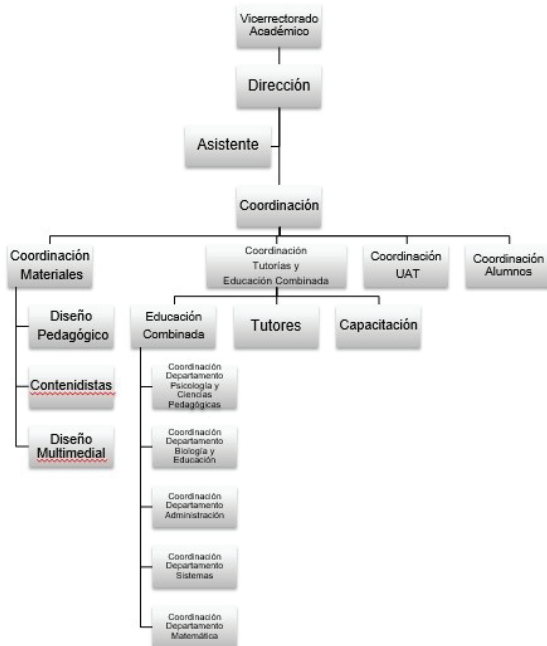 Vicerrectorado
Académico
Dirección
Asistente
Coordinación
Coordinación
Materiales
Coordinación
Tutorías y
Educación Combinada
Coordinación
UAT
Coordinación
Alumnos
Diseño
Pedagógico
Contenidistas
Diseño
Multimedial
Educación
Combinada
Tutores
Capacitación
Coordinación
Departamento
Psicología y
Ciencias
Pedagógicas
Coordinación
Departamento
Biología y
Educación
Coordinación
Departamento
Administración
Coordinación
Departamento
Sistemas
Coordinación
Departamento
Matemática